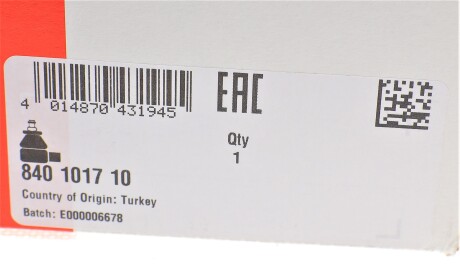 4 014870 431945
EAC
Qty
1
840 1017 10
Country of Origin: Turkey
Batch: E000006678